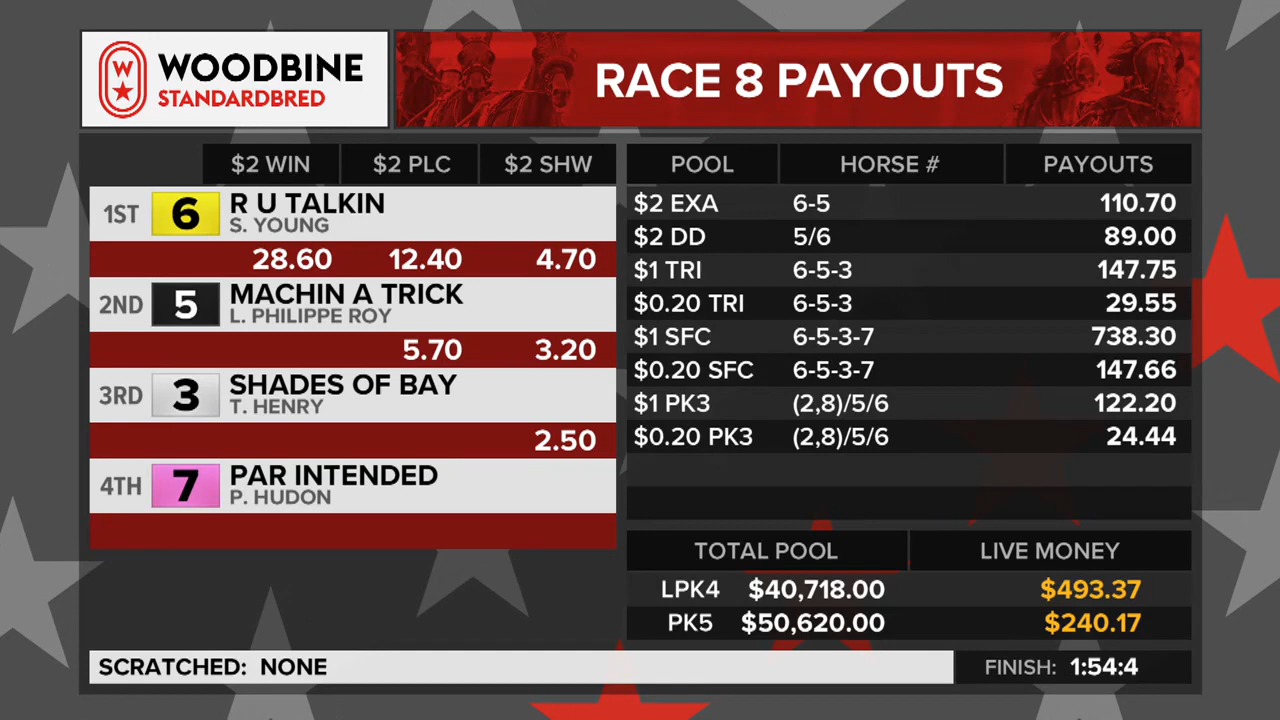 W
WOODBINE
STANDARDBRED
RACE 8 PAYOUTS
$2 WIN $2 PLC $2 SHW
1ST 6 R U TALKIN
S. YOUNG
28.60 12.40 4.70
2ND 5 MACHIN A TRICK
L. PHILIPPE ROY
5.70 3.20
3RD 3 SHADES OF BAY
T. HENRY
2.50
4TH 7 PAR INTENDED
P. HUDON
POOL HORSE # PAYOUTS
$2 EXA 6-5 110.70
$2 DD 5/6 89.00
$1 TRI 6-5-3 147.75
$0.20 TRI 6-5-3 29.55
$1 SFC 6-5-3-7 738.30
$0.20 SFC 6-5-3-7 147.66
$1 PK3 (2,8)/5/6 122.20
$0.20 PK3 (2,8)/5/6 24.44
TOTAL POOL LIVE MONEY
LPK4 $40,718.00 $493.37
PK5 $50,620.00 $240.17
SCRATCHED: NONE
FINISH: 1:54:4